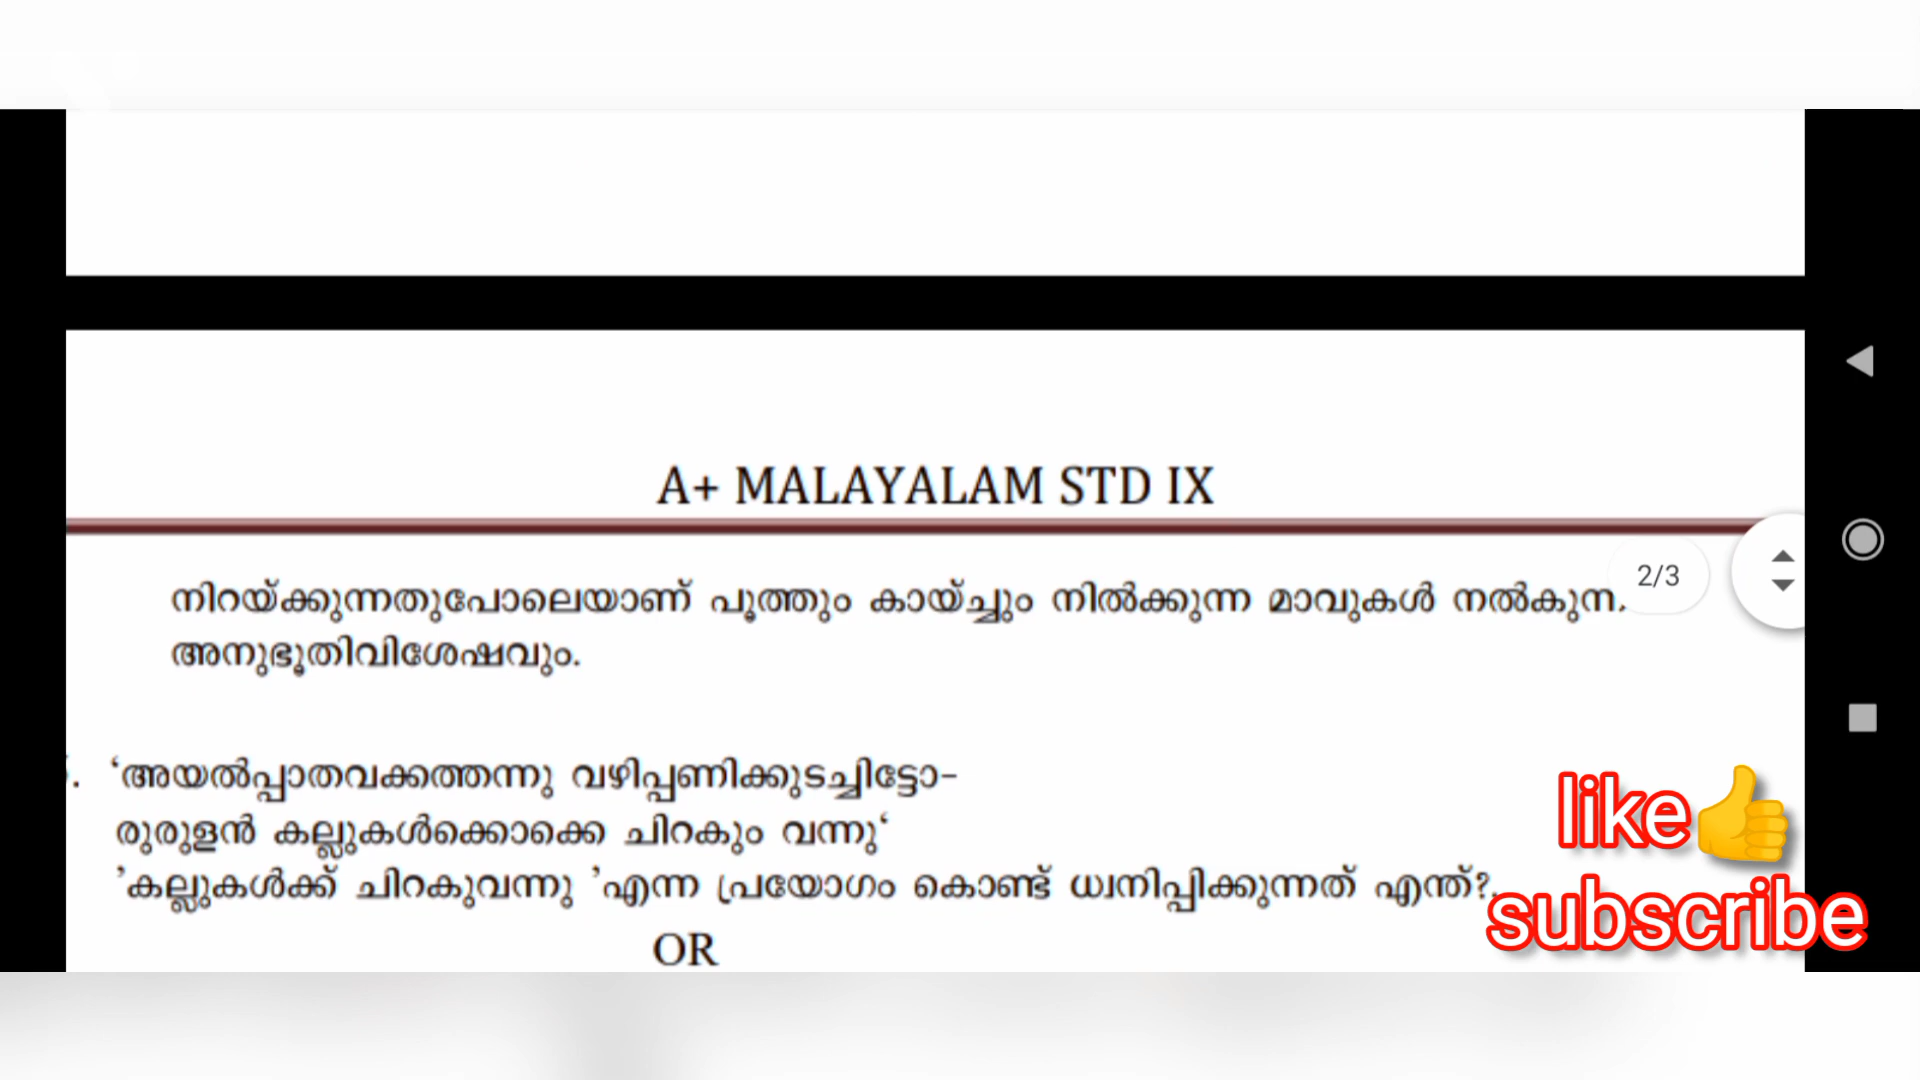 A+ MALAYALAM STD IX
നിറയ്ക്കുന്നതുപോലെയാണ് പൂത്തും കായ്ച്ചും നിൽക്കുന്ന മാവുകൾ
2/3
അനുഭൂതിവിശേഷവും.
‘അയൽപ്പാതവക്കത്തന്നു വഴിപ്പണിക്കുടച്ചിട്ടോ-
രുരുളൻ കല്ലുകൾക്കൊക്കെ ചിറകും വന്നു‘
’കല്ലുകൾക്ക് ചിറകുവന്നു ’എന്ന പ്രയോഗം കൊണ്ട് ധ്വനിപ്പിക്കുന്നത് എന്ത്?.
OR
like
subscribe